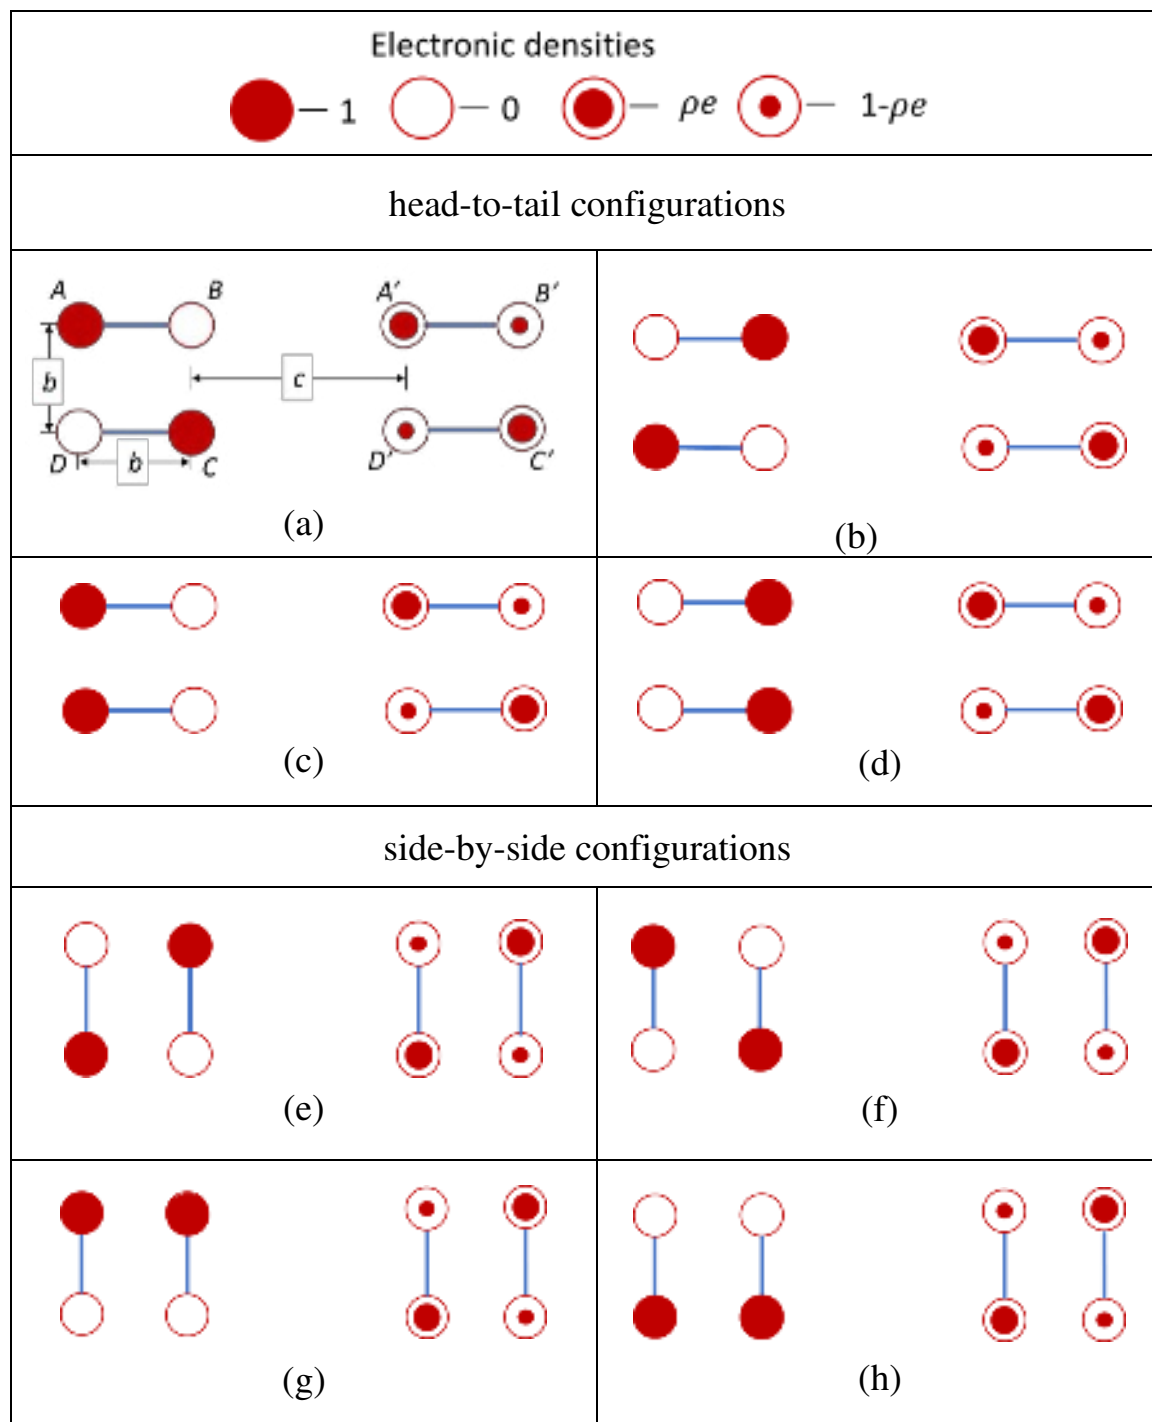 Electronic densities
— 1 — 0 — ρe — 1-ρe
head-to-tail configurations
A B A′ B′
b c
D b C D′ C′
(a) (b)
(c) (d)
side-by-side configurations
(e) (f)
(g) (h)